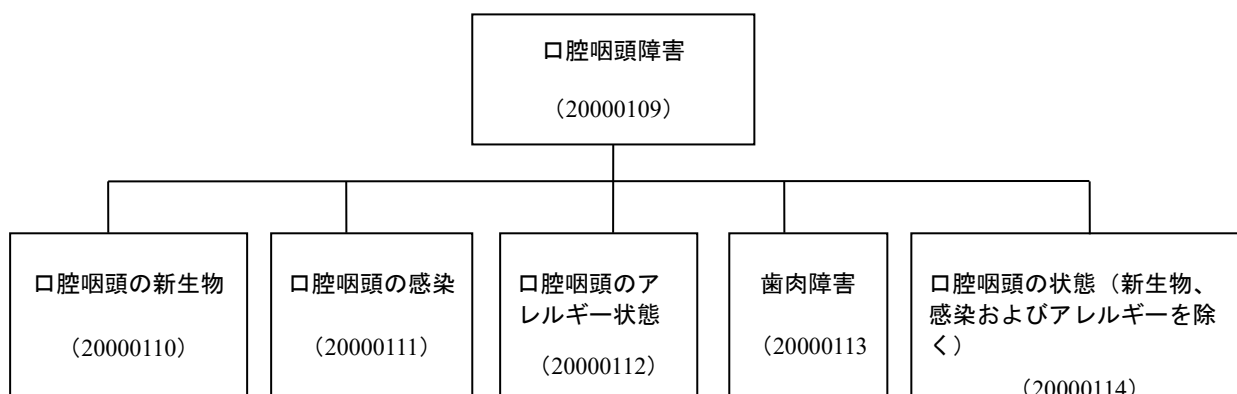 口腔咽頭障害
（20000109）
口腔咽頭の新生物
（20000110）
口腔咽頭の感染
（20000111）
口腔咽頭のア
レルギー状態
（20000112）
歯肉障害
（20000113
口腔咽頭の状態（新生物、
感染およびアレルギーを除
く）
（20000114）